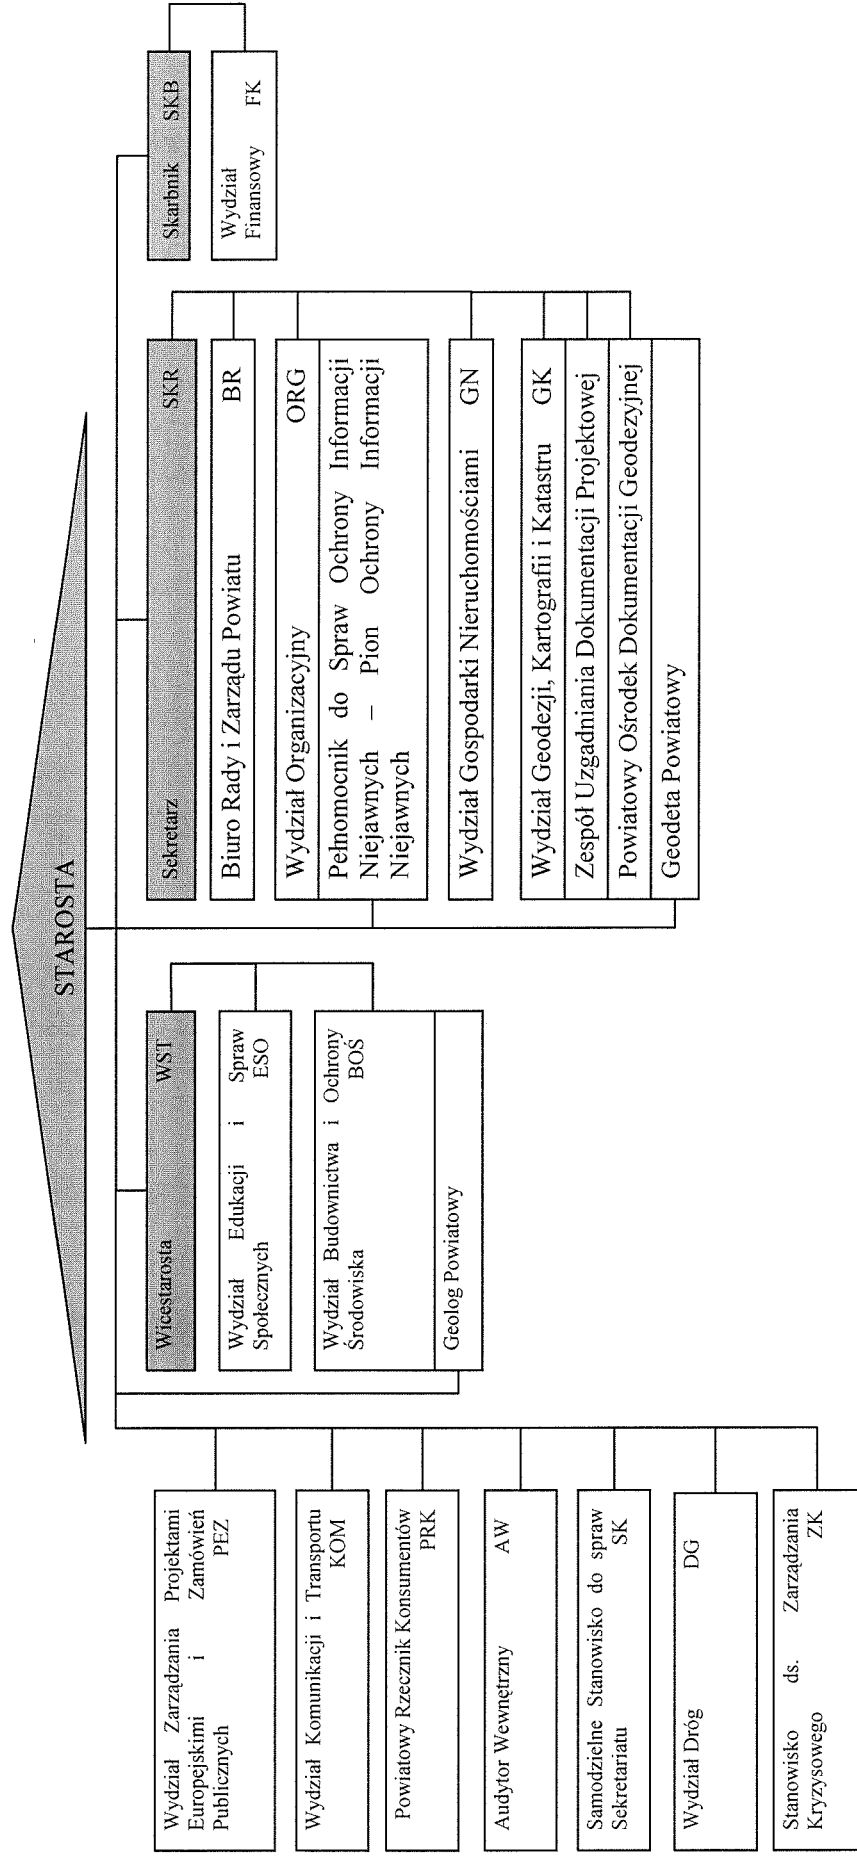 STAROSTA
Wydział Zarządzania Projektami
Europejskimi i Zamówień
Publicznych PEZ
Wydział Komunikacji i Transportu
KOM
Powiatowy Rzecznik Konsumentów
PRK
Audytor Wewnętrzny AW
Samodzielne Stanowisko do spraw
Sekretariatu SK
Wydział Dróg DG
Stanowisko ds. Zarządzania
Kryzysowego ZK
Wicestarosta WST
Wydział Edukacji i Spraw
Społecznych ESO
Wydział Budownictwa i Ochrony
Środowiska BOŚ
Geolog Powiatowy
Sekretarz SKR
Biuro Rady i Zarządu Powiatu BR
Wydział Organizacyjny ORG
Pełnomocnik do Spraw Ochrony Informacji
Niejawnych – Pion Ochrony Informacji
Niejawnych
Wydział Gospodarki Nieruchomościami GN
Wydział Geodezji, Kartografii i Katastru GK
Zespół Uzgadniania Dokumentacji Projektowej
Powiatowy Ośrodek Dokumentacji Geodezyjnej
Geodeta Powiatowy
Skarbnik SKB
Wydział
Finansowy FK